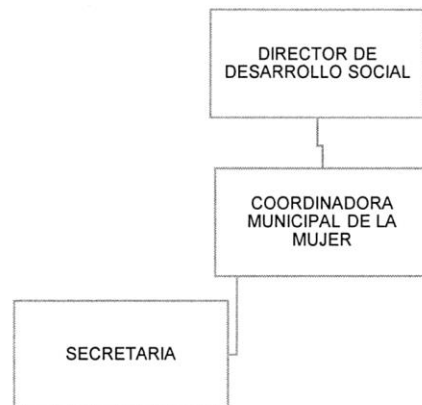 DIRECTOR DE
DESARROLLO SOCIAL
COORDINADORA
MUNICIPAL DE LA
MUJER
SECRETARIA